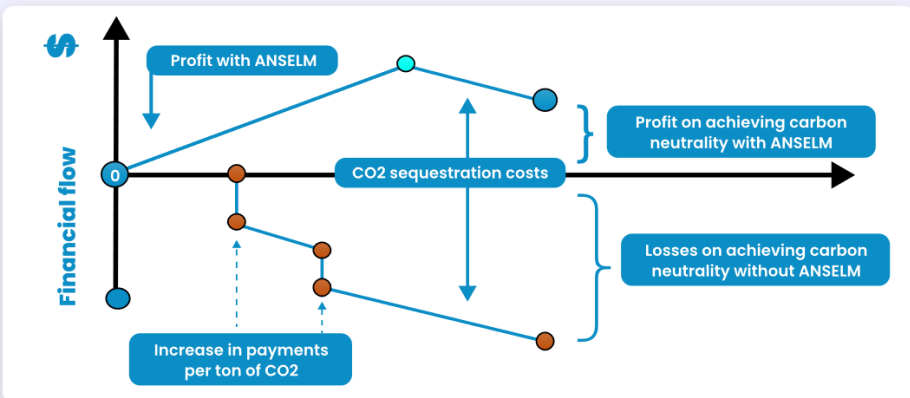 $
Profit with ANSELM
Profit on achieving carbon
neutrality with ANSELM
0
CO2 sequestration costs
Financial flow
Losses on achieving carbon
neutrality without ANSELM
Increase in payments
per ton of CO2